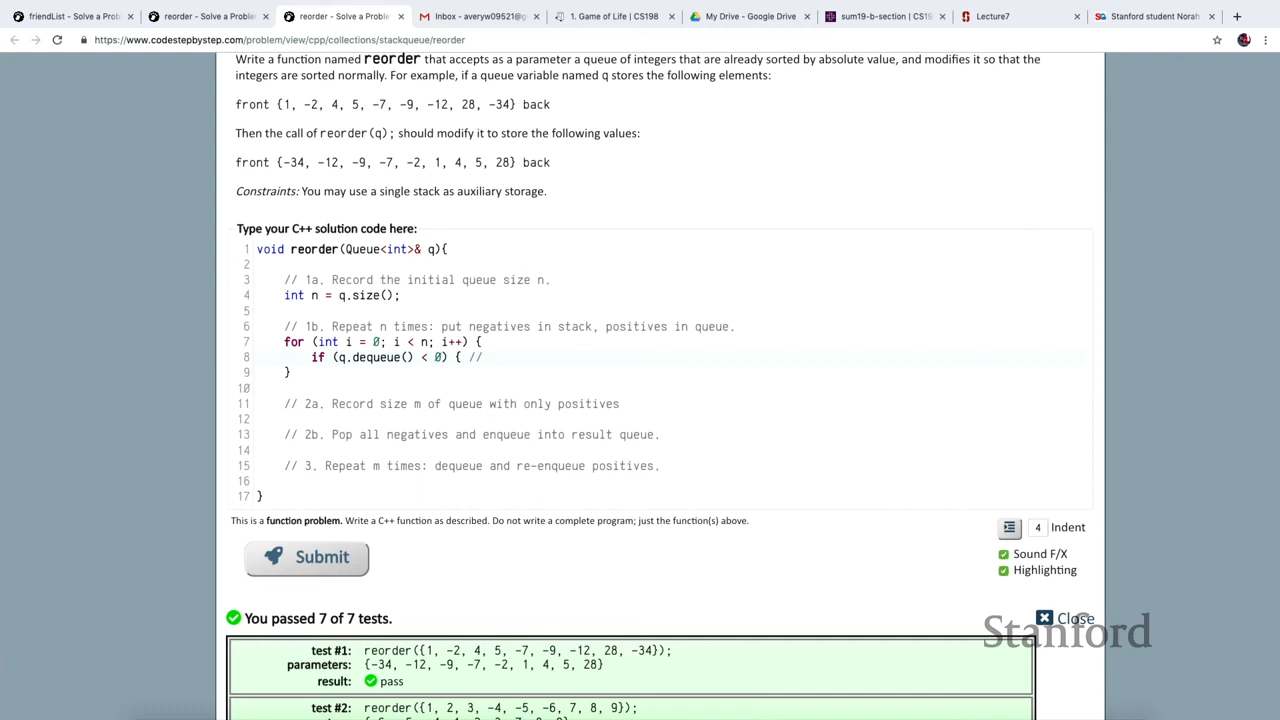 friendList - Solve a Prob
reorder - Solve a Problem
reorder - Solve a Proble
Inbox - averyw09521@g
1. Game of Life | CS198
My Drive - Google Drive
sum19-b-section | CS19
Lecture7
Stanford student Norah
https://www.codestepbystep.com/problem/view/cpp/collections/stackqueue/reorder
Write a function named reorder that accepts as a parameter a queue of integers that are already sorted by absolute value, and modifies it so that the
integers are sorted normally. For example, if a queue variable named q stores the following elements:
front {1, -2, 4, 5, -7, -9, -12, 28, -34} back
Then the call of reorder(q); should modify it to store the following values:
front {-34, -12, -9, -7, -2, 1, 4, 5, 28} back
Constraints: You may use a single stack as auxiliary storage.
Type your C++ solution code here:
1 void reorder(Queue<int>& q){
2
3 // 1a. Record the initial queue size n.
4 int n = q.size();
5
6 // 1b. Repeat n times: put negatives in stack, positives in queue.
7 for (int i = 0; i < n; i++) {
8 if (q.dequeue() < 0) { //
9 }
10
11 // 2a. Record size m of queue with only positives
12
13 // 2b. Pop all negatives and enqueue into result queue.
14
15 // 3. Repeat m times: dequeue and re-enqueue positives.
16
17 }
This is a function problem. Write a C++ function as described. Do not write a complete program; just the function(s) above.
4 Indent
Submit
Sound F/X
Highlighting
You passed 7 of 7 tests.
Close
Stanford
test #1: reorder({1, -2, 4, 5, -7, -9, -12, 28, -34});
parameters: {-34, -12, -9, -7, -2, 1, 4, 5, 28}
result: pass
test #2: reorder({1, 2, 3, -4, -5, -6, 7, 8, 9});